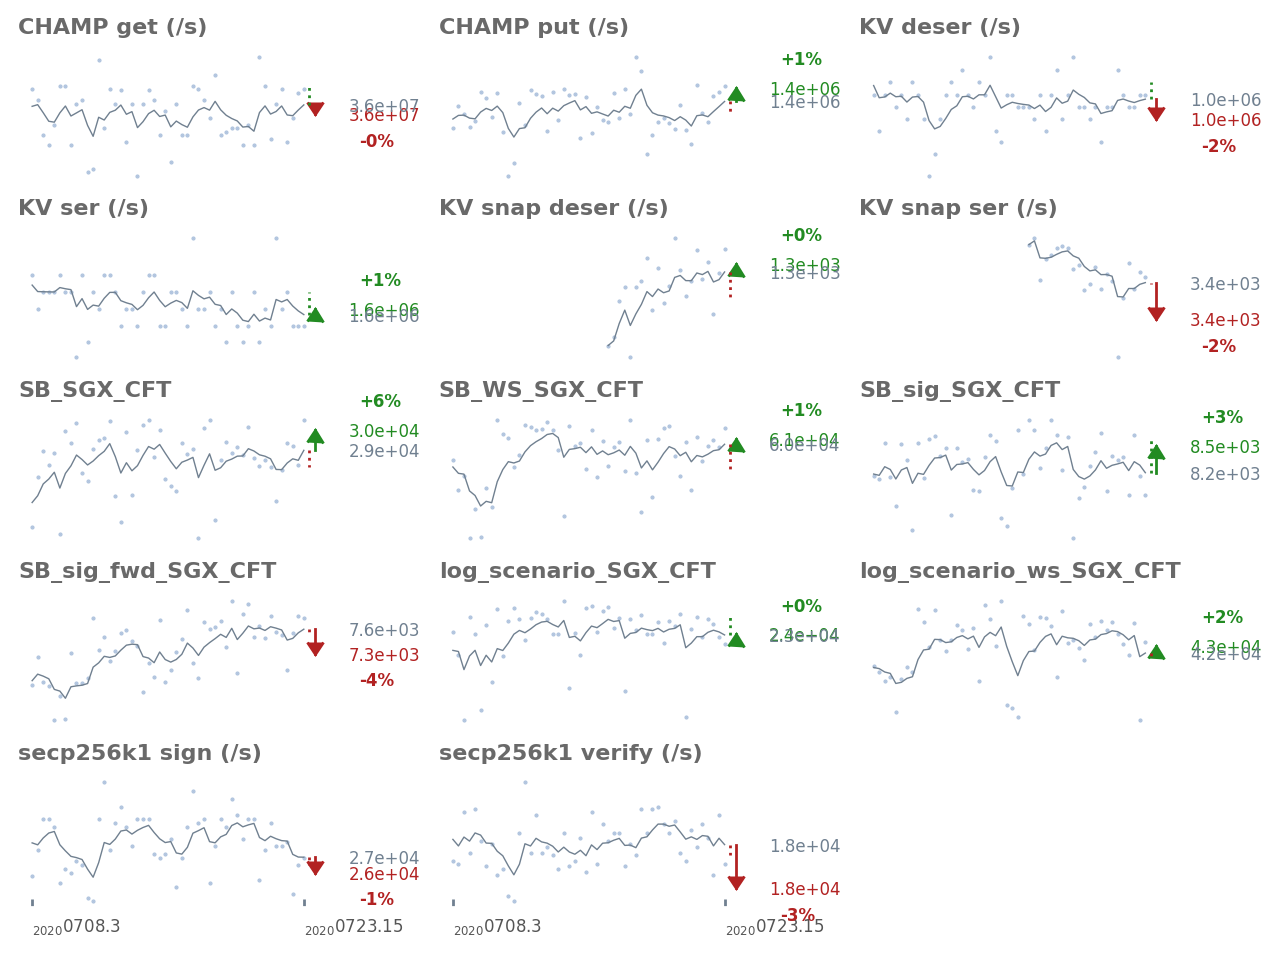 CHAMP get (/s)
3.6e+07
3.6e+07
-0%
CHAMP put (/s)
+1%
1.4e+06
1.4e+06
KV deser (/s)
1.0e+06
1.0e+06
-2%
KV ser (/s)
+1%
1.6e+06
1.6e+06
KV snap deser (/s)
+0%
1.3e+03
1.3e+03
KV snap ser (/s)
3.4e+03
3.4e+03
-2%
SB_SGX_CFT
+6%
3.0e+04
2.9e+04
SB_WS_SGX_CFT
+1%
6.1e+04
6.0e+04
SB_sig_SGX_CFT
+3%
8.5e+03
8.2e+03
SB_sig_fwd_SGX_CFT
7.6e+03
7.3e+03
-4%
log_scenario_SGX_CFT
+0%
log_scenario_ws_SGX_CFT
+2%
4.3e+04
4.2e+04
secp256k1 sign (/s)
2.7e+04
2.6e+04
-1%
secp256k1 verify (/s)
1.8e+04
1.8e+04
-3%
20200708.3
20200723.15
20200708.3
20200723.15